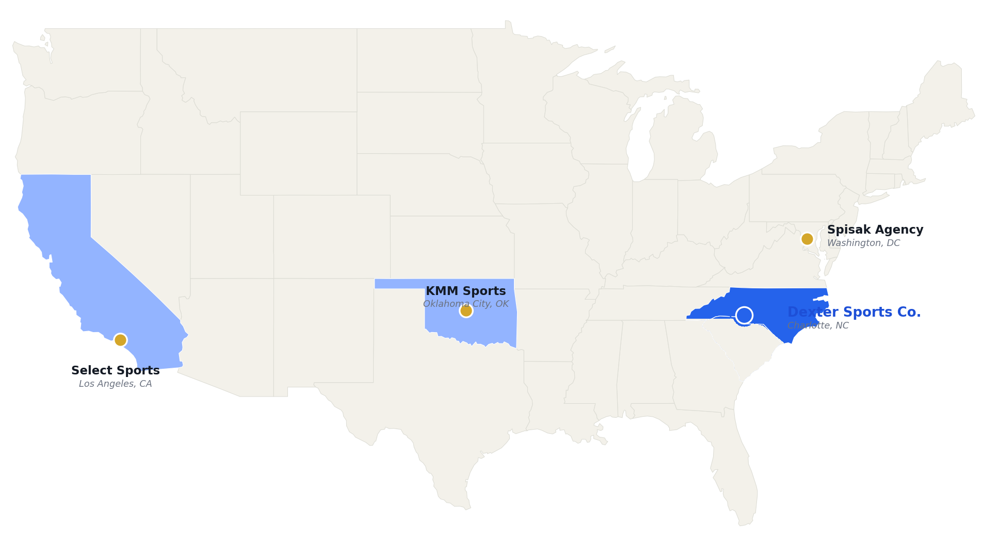 Spisak Agency
Washington, DC
KMM Sports
Oklahoma City, OK
Dexter Sports Co.
Charlotte, NC
Select Sports
Los Angeles, CA